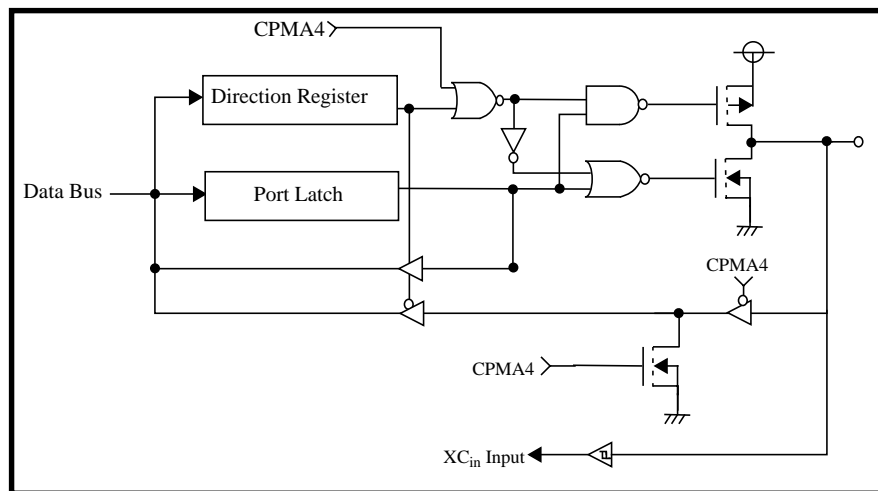 CPMA4
Direction Register
Data Bus
Port Latch
CPMA4
CPMA4
XCin Input